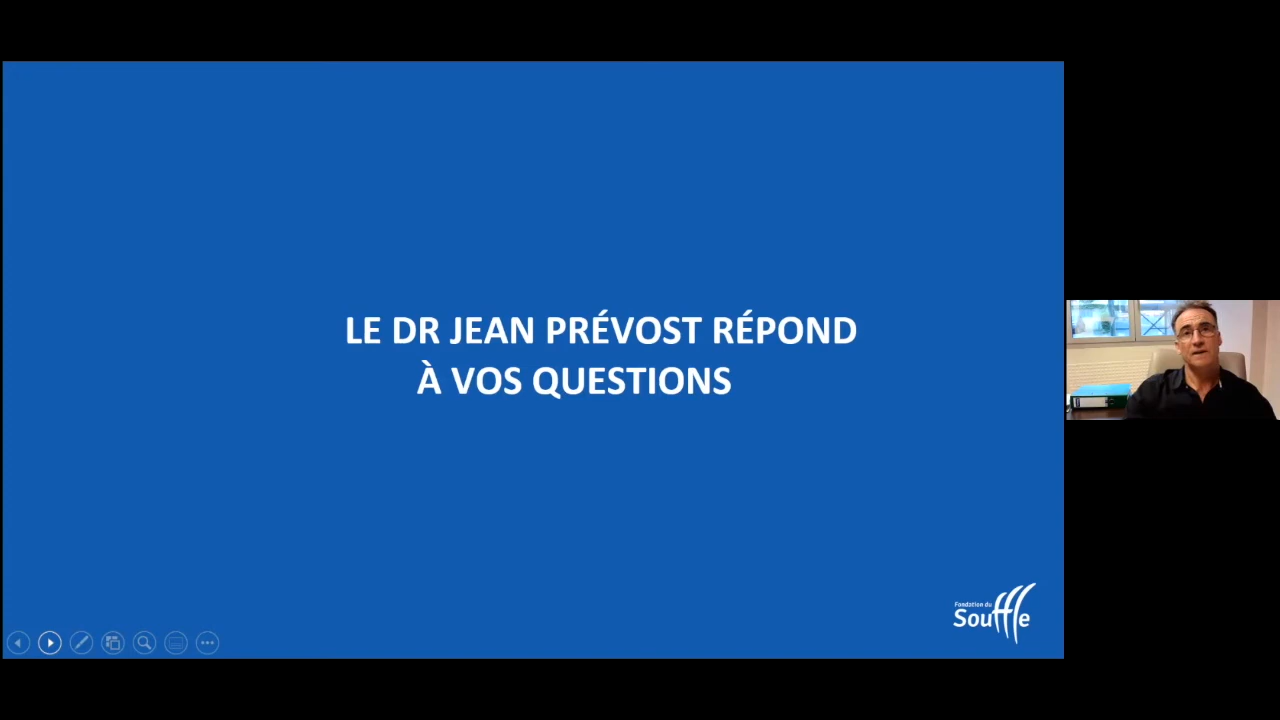 LE DR JEAN PRÉVOST RÉPOND
À VOS QUESTIONS
Fondation du
Souffle